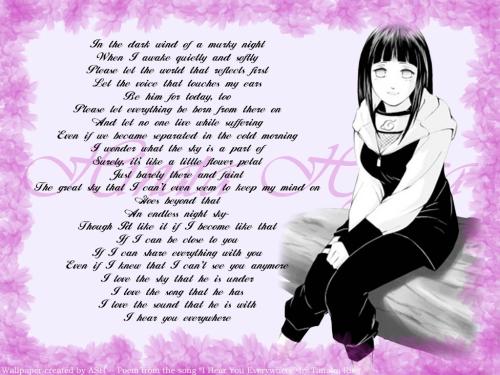 In the dark wind of a murky night
When I awake quietly and softly
Please let the world that reflects first
Let the voice that touches my ears
Be him for today, too
Please let everything be born from there on
And let no one live while suffering
Even if we became separated in the cold morning
I wonder what the sky is a part of
Surely, it's like a little flower petal
Just barely there and faint
The great sky that I can't even seem to keep my mind on
Goes beyond that
An endless night sky-
Though I'd like it if I become like that
If I can be close to you
If I can share everything with you
Even if I knew that I can't see you anymore
I love the sky that he is under
I love the song that he has
I love the sound that he is with
I hear you everywhere
Wallpaper created by ASH -- Poem from the song "I Hear You Everywhere" by Tanaka Rie